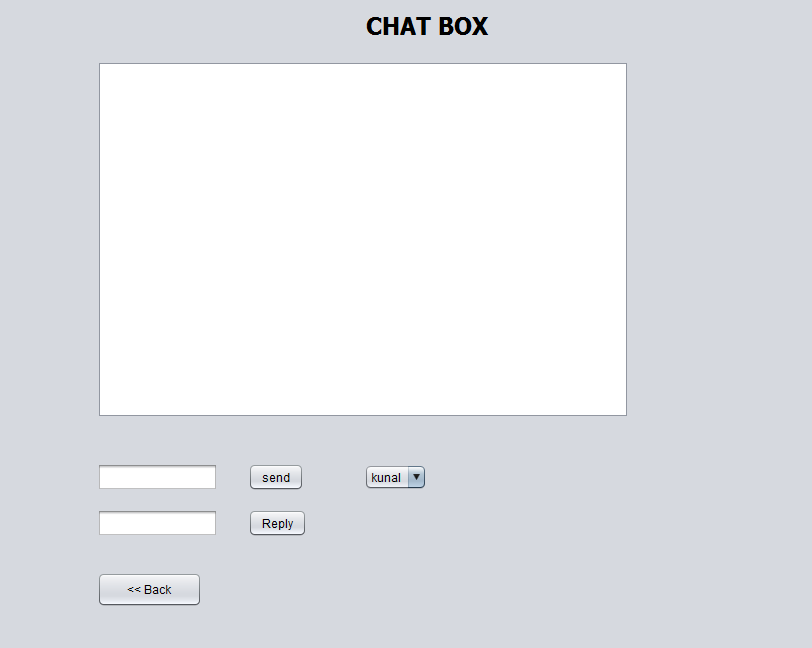 CHAT BOX
send kunal
Reply
<< Back